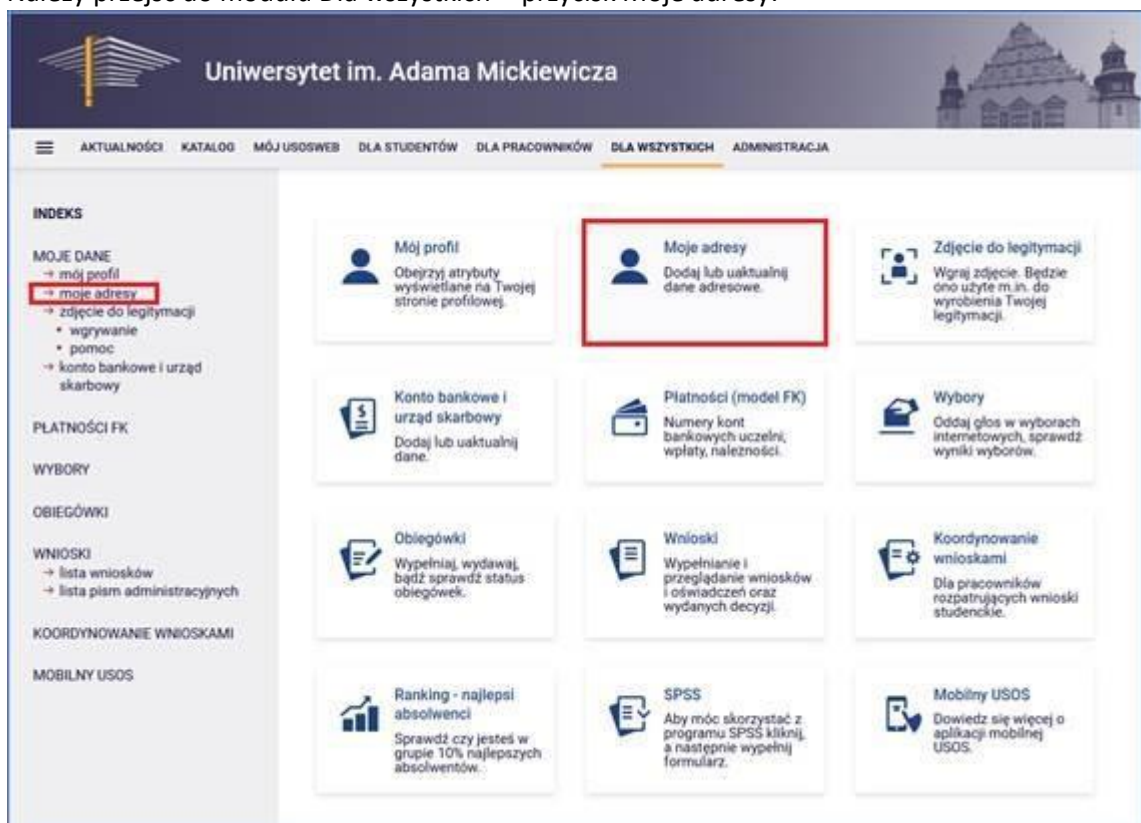 Należy przejść do modułu Dla wszystkich – przycisk moje adresy:
Uniwersytet im. Adama Mickiewicza
AKTUALNOŚCI KATALOG MÓJ USOSWEB DLA STUDENTÓW DLA PRACOWNIKÓW DLA WSZYSTKICH ADMINISTRACJA
INDEKS
MOJE DANE
→ mój profil
→ moje adresy
→ zdjęcie do legitymacji
• wgrywanie
• pomoc
→ konto bankowe i urząd
skarbowy
PŁATNOŚCI FK
WYBORY
OBIEGÓWKI
WNIOSKI
→ lista wniosków
→ lista pism administracyjnych
KOORDYNOWANIE WNIOSKAMI
MOBILNY USOS
Mój profil
Obejrzyj atrybuty
wyświetlane na Twojej
stronie profilowej.
Moje adresy
Dodaj lub uaktualnij
dane adresowe.
Zdjęcie do legitymacji
Wgraj zdjęcie. Będzie
ono użyte m.in. do
wyrobienia Twojej
legitymacji.
Konto bankowe i
urząd skarbowy
Dodaj lub uaktualnij
dane.
Płatności (model FK)
Numery kont
bankowych uczelni,
wpłaty, należności.
Wybory
Oddaj głos w wyborach
internetowych, sprawdź
wyniki wyborów.
Obiegówki
Wypełniaj, wydawaj,
bądź sprawdź status
obiegówek.
Wnioski
Wypełnianie i
przeglądanie wniosków
i oświadczeń oraz
wydanych decyzji.
Koordynowanie
wnioskami
Dla pracowników
rozpatrujących wnioski
studenckie.
Ranking - najlepsi
absolwenci
Sprawdź czy jesteś w
grupie 10% najlepszych
absolwentów.
SPSS
Aby móc skorzystać z
programu SPSS kliknij,
a następnie wypełnij
formularz.
Mobilny USOS
Dowiedz się więcej o
aplikacji mobilnej
USOS.